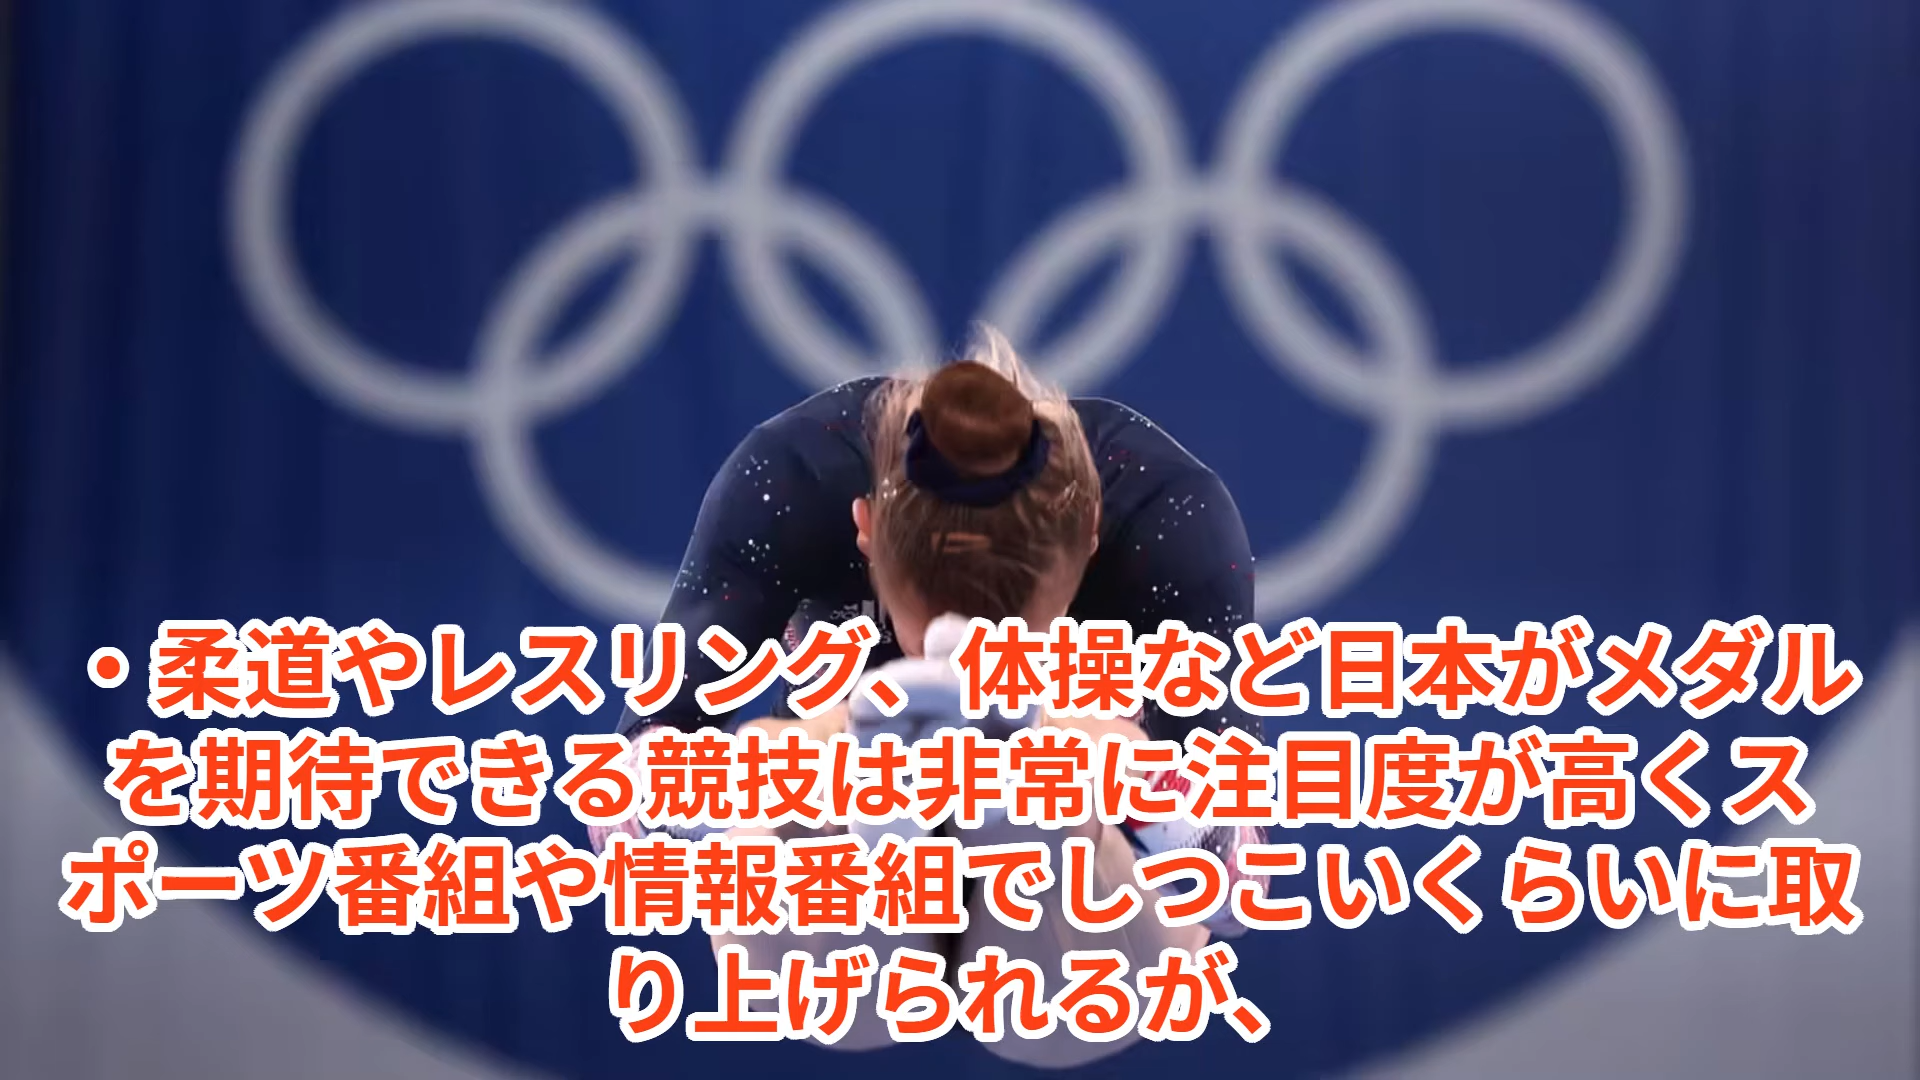 ・柔道やレスリング、体操など日本がメダル
を期待できる競技は非常に注目度が高くス
ポーツ番組や情報番組でしつこいくらいに取
り上げられるが、